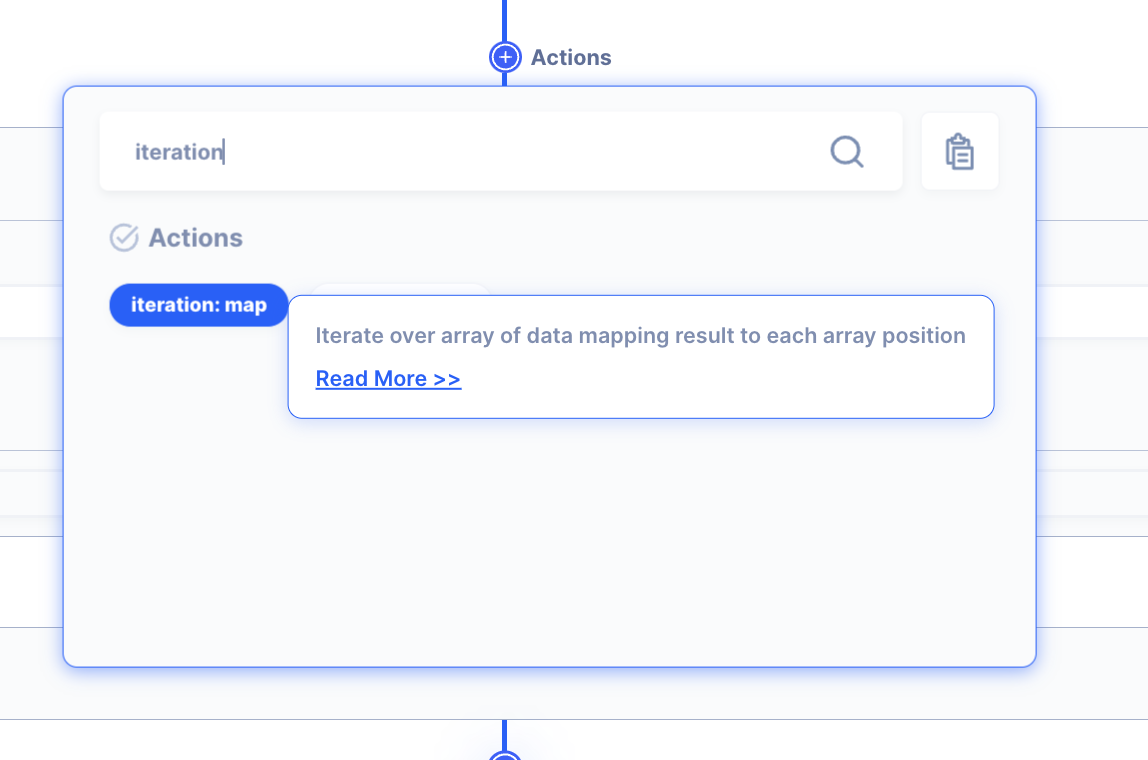 Actions
iteration
Actions
iteration: map
Iterate over array of data mapping result to each array position
Read More >>